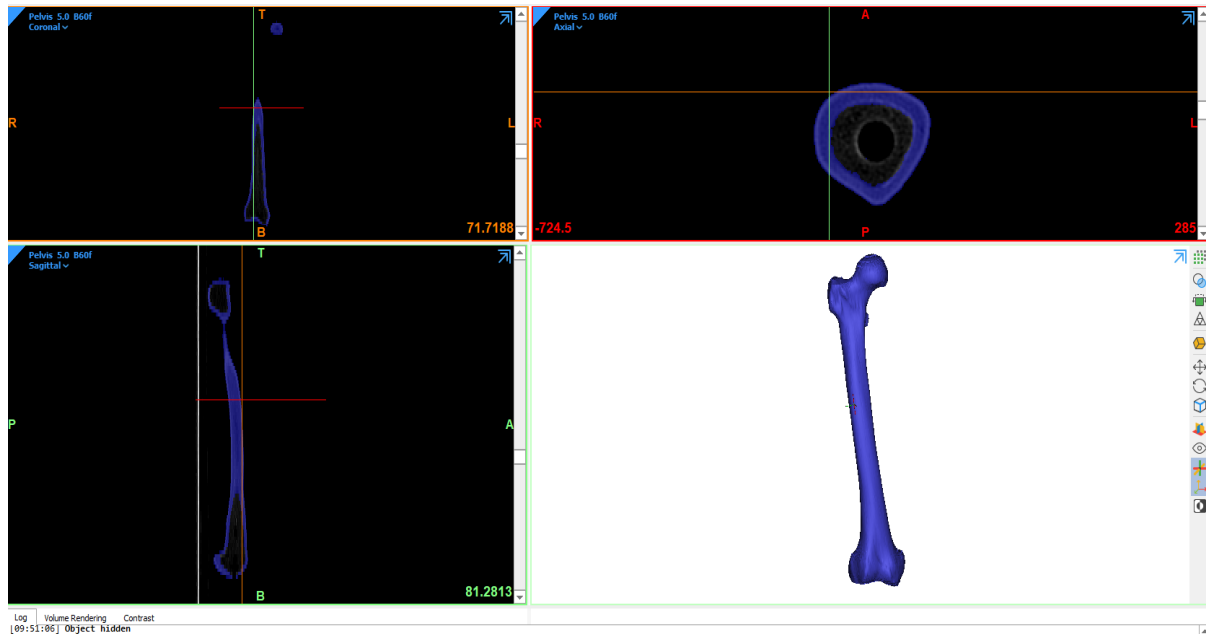 Pelvis 5.0 B60f
Coronal
T
R
L
B
71.7188
Pelvis 5.0 B60f
Axial
A
R
L
-724.5
P
285
Pelvis 5.0 B60f
Sagittal
T
P
A
B
81.2813
Log Volume Rendering Contrast
[09:51:06] Object hidden